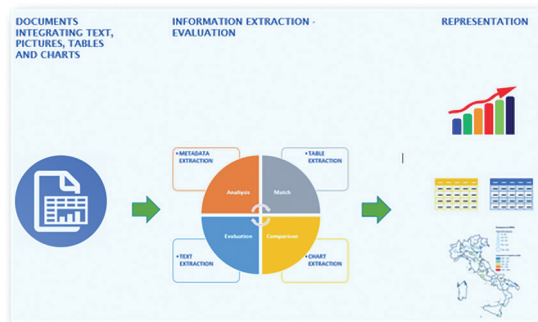 DOCUMENTS
INTEGRATING TEXT,
PICTURES, TABLES
AND CHARTS
INFORMATION EXTRACTION -
EVALUATION
REPRESENTATION
•METADATA
EXTRACTION
•TABLE
EXTRACTION
Analysis
Match
Evaluation
Comparison
•TEXT
EXTRACTION
•CHART
EXTRACTION